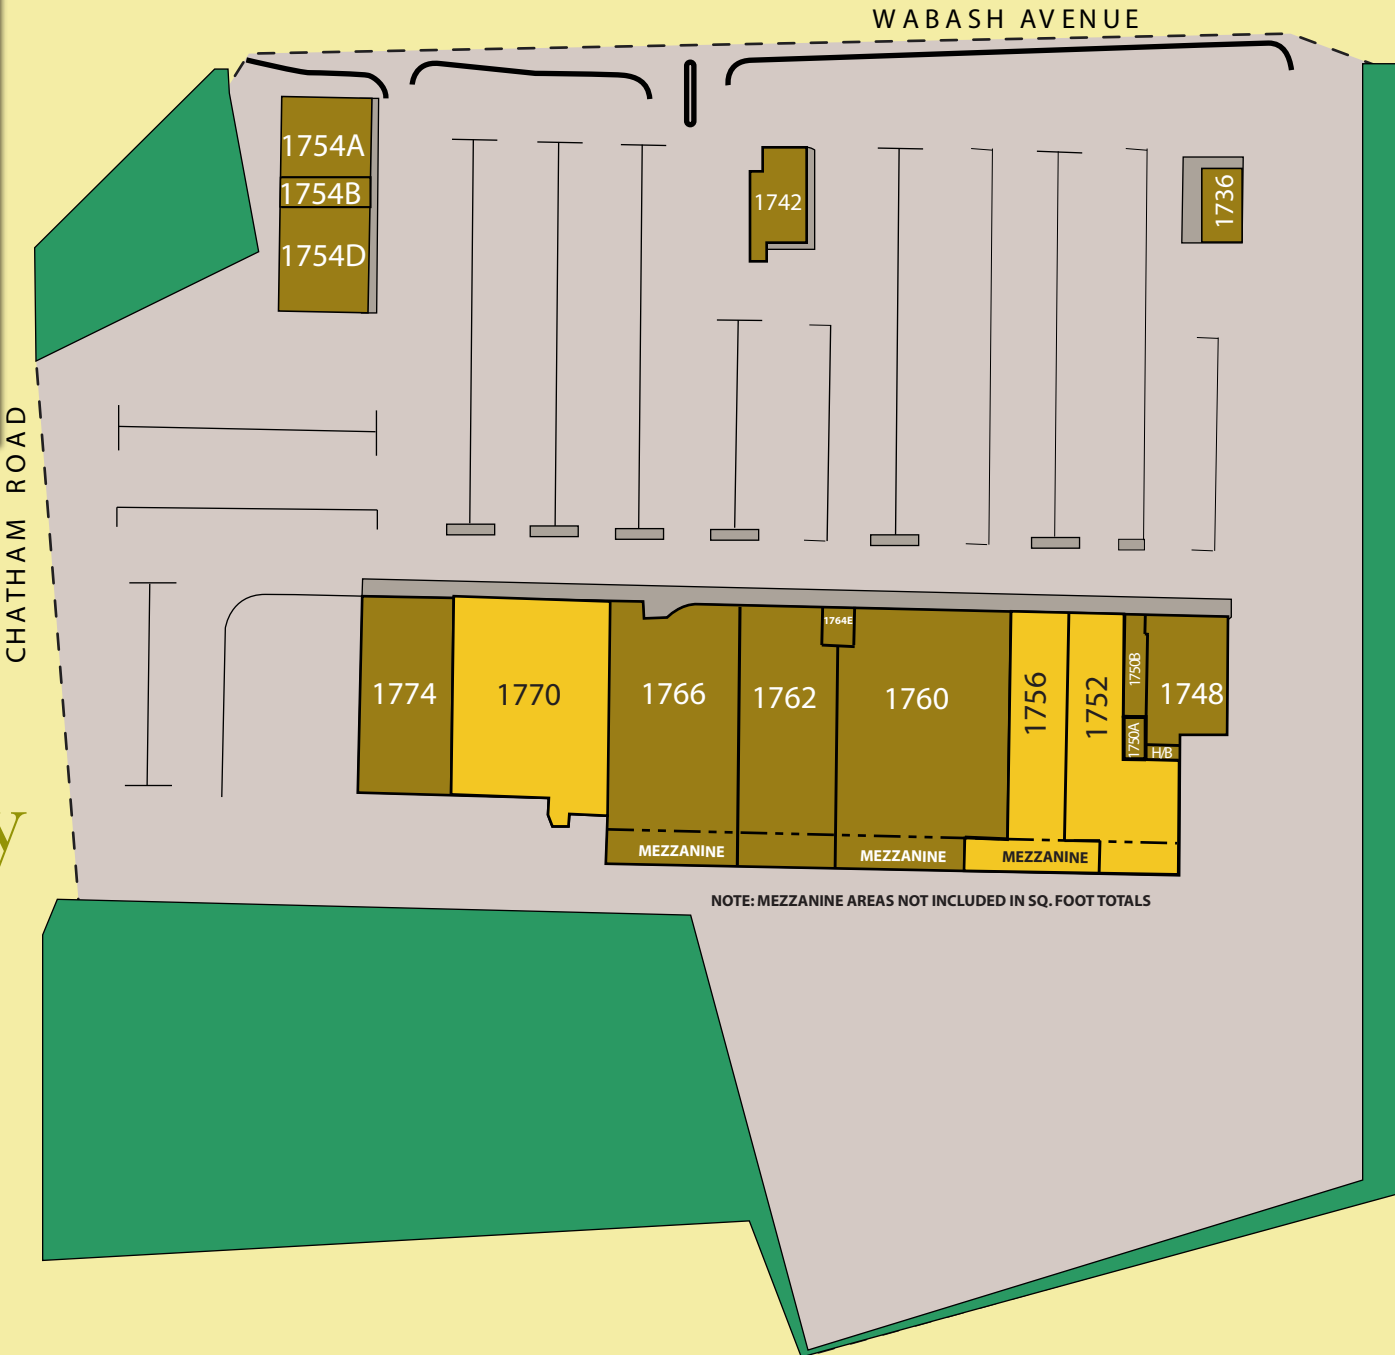 WABASH AVENUE
1754A
1754B
1754D
1742
1736
CHATHAM ROAD
1774
1770
1766
1762
1764E
1760
1756
1752
1750B
1750A
1748
H/B
MEZZANINE
MEZZANINE
MEZZANINE
NOTE: MEZZANINE AREAS NOT INCLUDED IN SQ. FOOT TOTALS
y